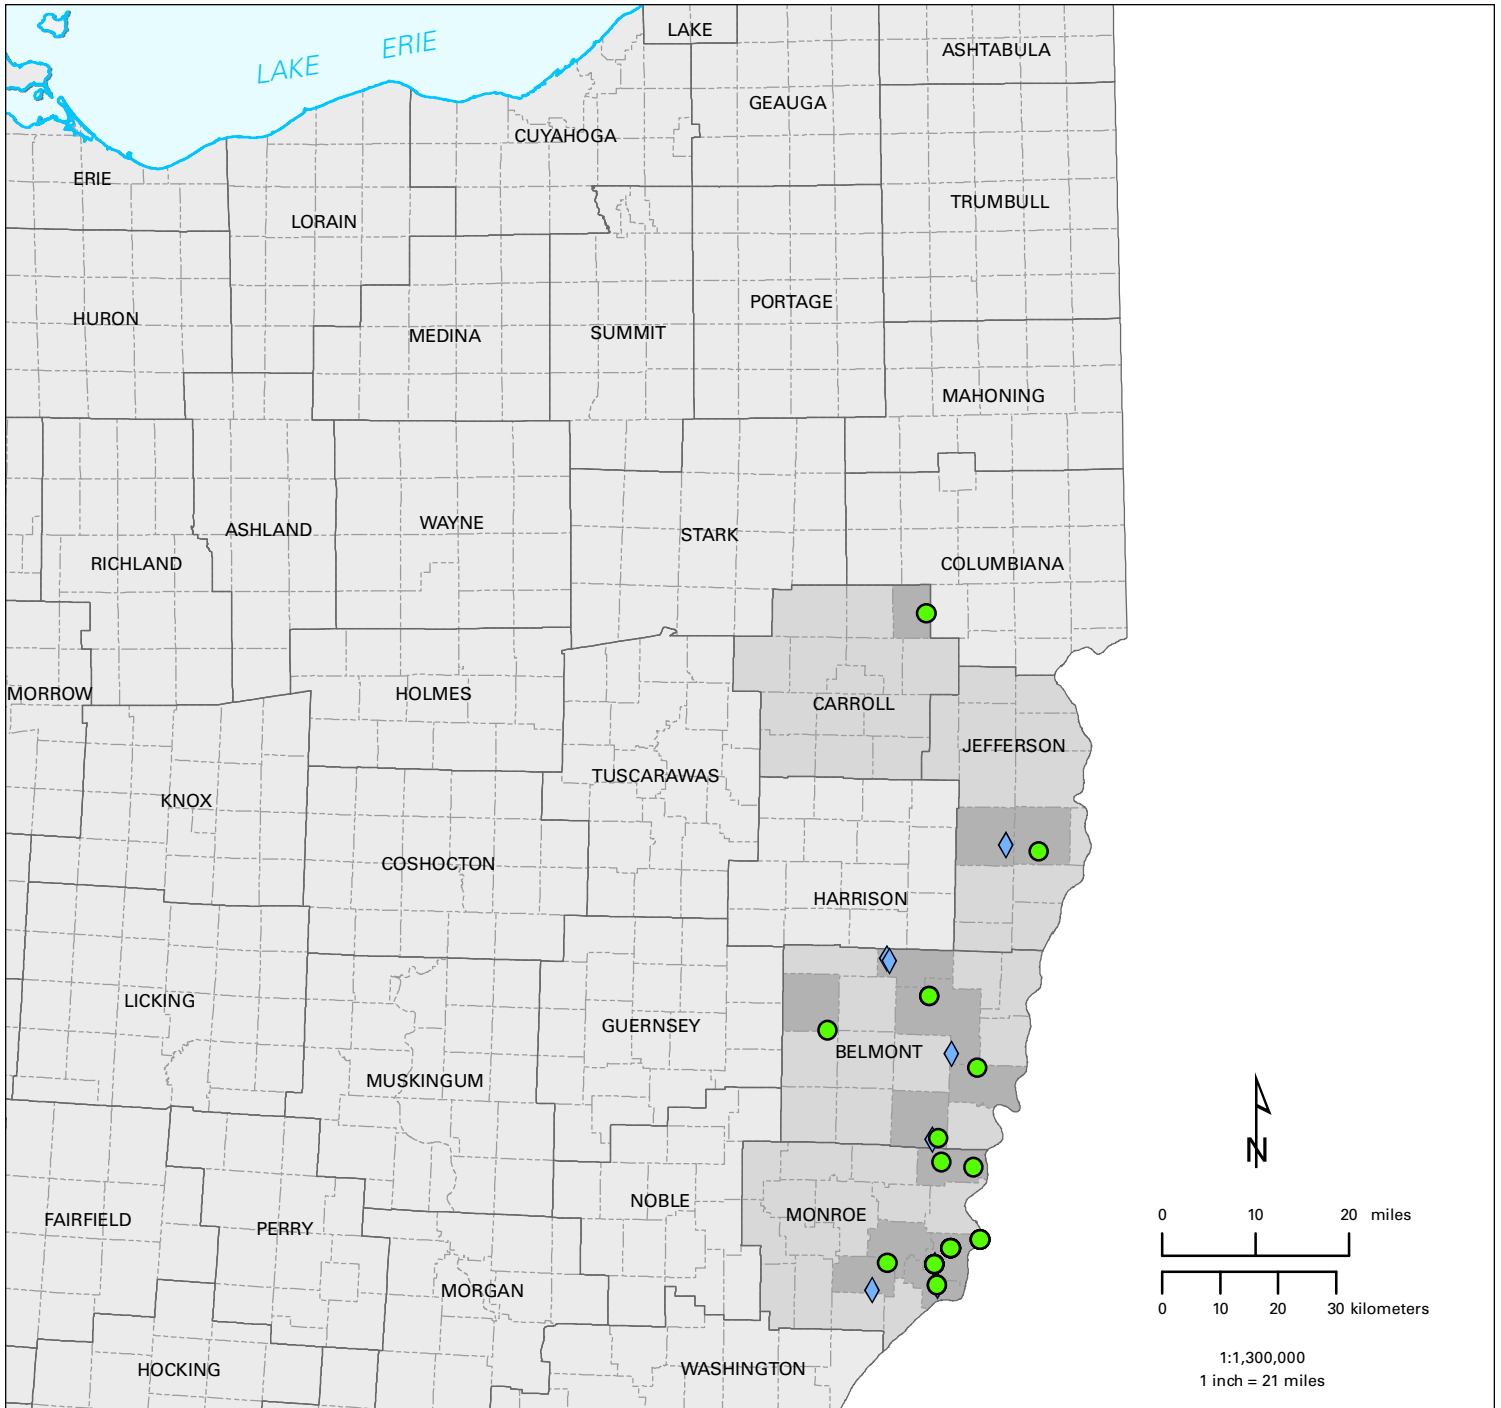 LAKE
ASHTABULA
LAKE ERIE
GEAUGA
CUYAHOGA
ERIE
LORAIN
TRUMBULL
HURON
MEDINA
SUMMIT
PORTAGE
MAHONING
RICHLAND
ASHLAND
WAYNE
STARK
COLUMBIANA
MORROW
HOLMES
CARROLL
JEFFERSON
TUSCARAWAS
KNOX
COSHOCTON
HARRISON
LICKING
GUERNSEY
BELMONT
MUSKINGUM
N
NOBLE
MONROE
FAIRFIELD
PERRY
MORGAN
HOCKING
WASHINGTON
0 10 20 miles
0 10 20 30 kilometers
1:1,300,000
1 inch = 21 miles